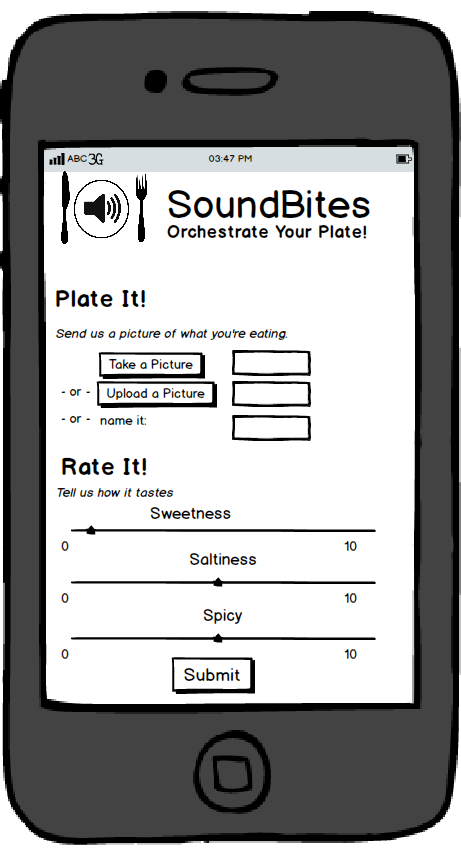 ABC 3G 03:47 PM
SoundBites
Orchestrate Your Plate!
Plate It!
Send us a picture of what you're eating.
Take a Picture
- or - Upload a Picture
- or - name it:
Rate It!
Tell us how it tastes
Sweetness
0 10
Saltiness
0 10
Spicy
0 10
Submit